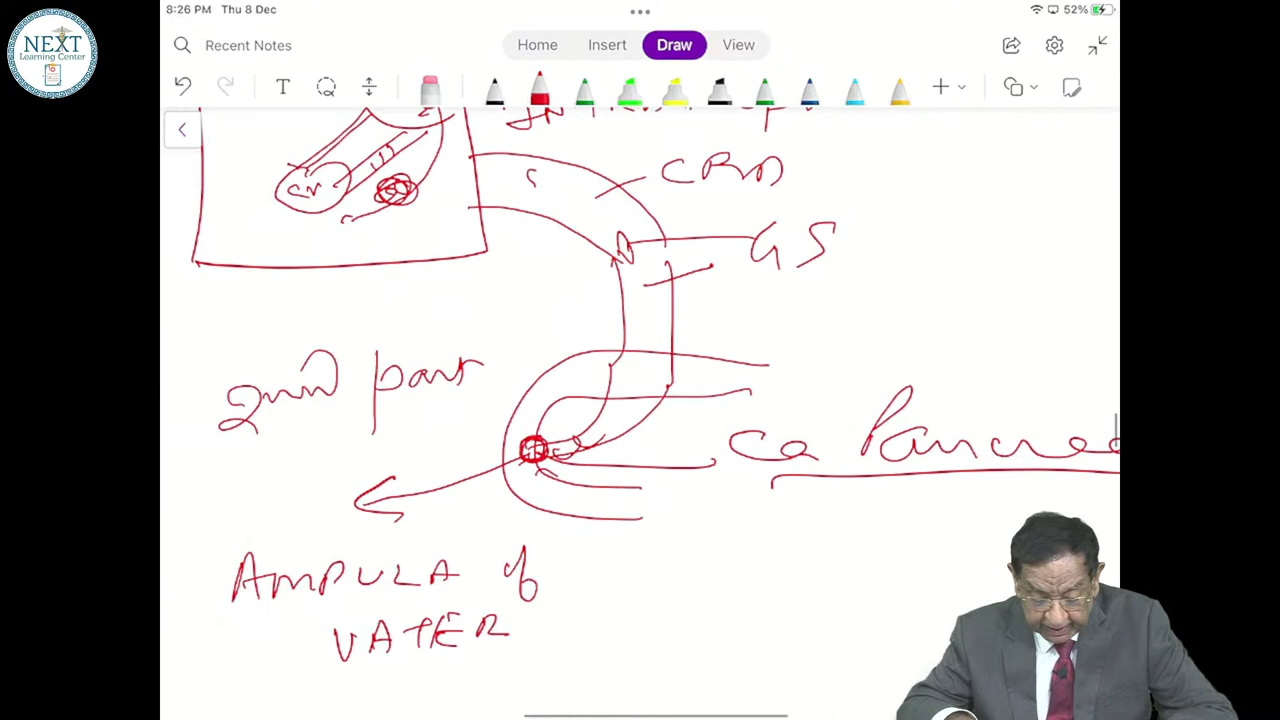 8:26 PM Thu 8 Dec
52%
NEXT
Learning Center
Recent Notes
Home Insert Draw View
T
CBD
GS
2nd part
Ca Pancrea
AMPULA of
VATER